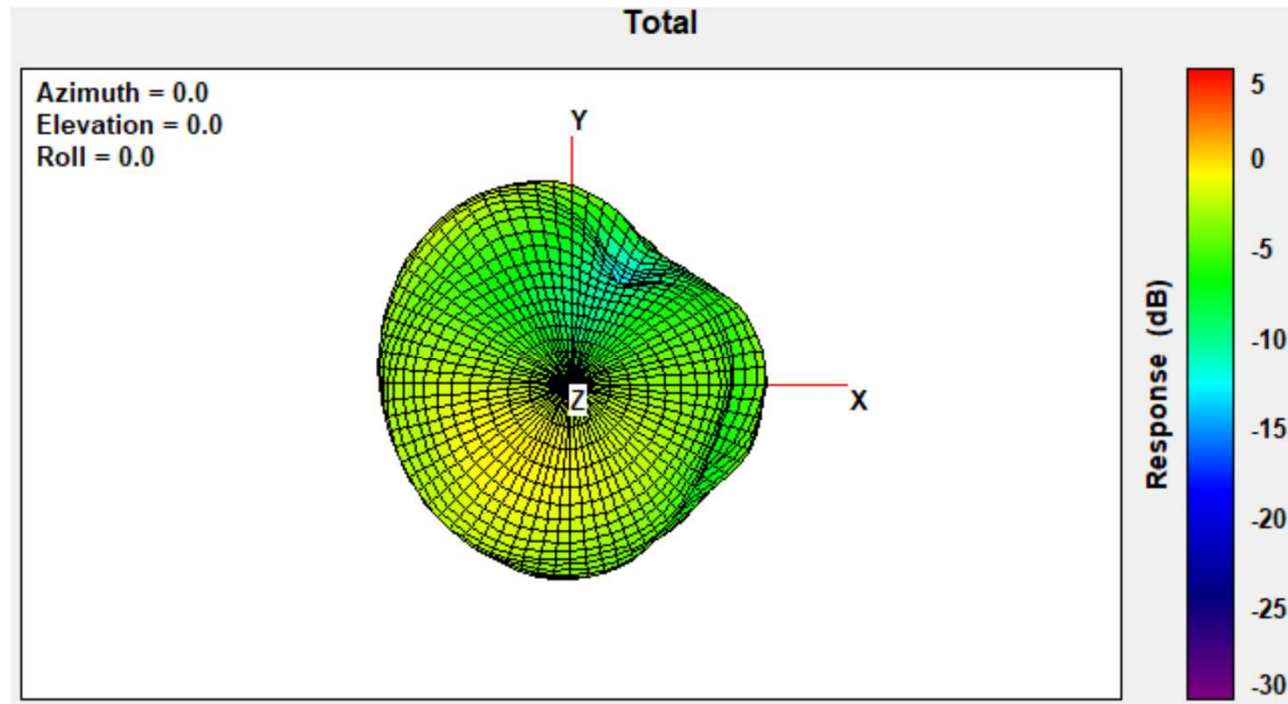 Total
Azimuth = 0.0
Elevation = 0.0
Roll = 0.0
Y
X
Z
Response (dB)
5
0
-5
-10
-15
-20
-25
-30